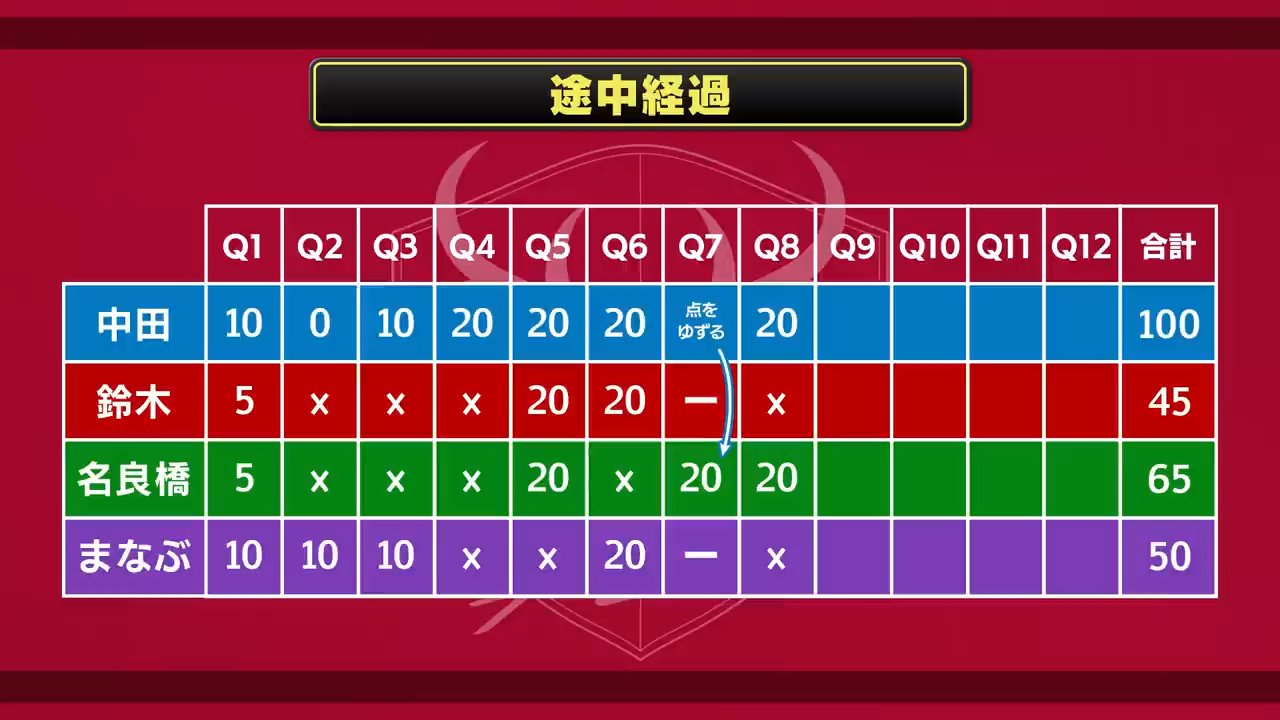 途中経過
Q1 Q2 Q3 Q4 Q5 Q6 Q7 Q8 Q9 Q10 Q11 Q12 合計
中田 10 0 10 20 20 20 点を ゆずる 20 100
鈴木 5 x x x 20 20 ー x 45
名良橋 5 x x x 20 x 20 20 65
まなぶ 10 10 10 x x 20 ー x 50